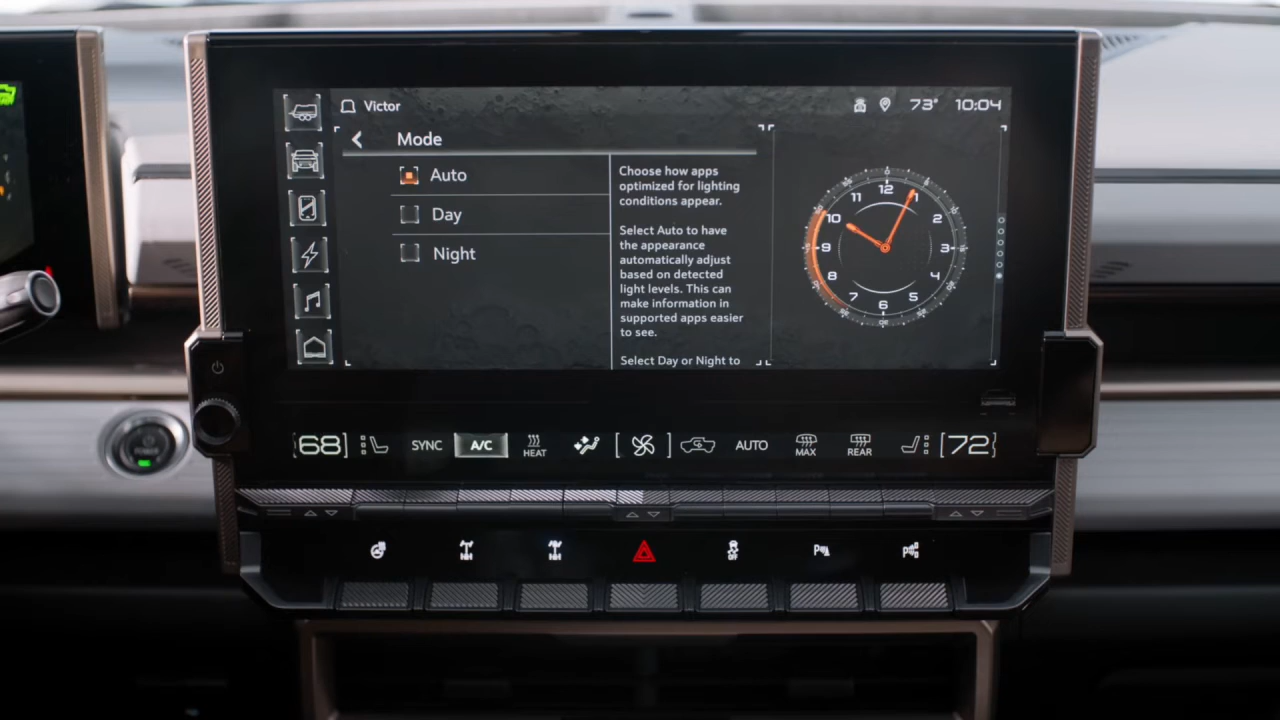 Victor
73° 10:04
Mode
Auto
Day
Night
Choose how apps
optimized for lighting
conditions appear.
Select Auto to have
the appearance
automatically adjust
based on detected
light levels. This can
make information in
supported apps easier
to see.
Select Day or Night to
12
1
2
3
4
5
6
7
8
9
10
11
68 SYNC A/C HEAT AUTO MAX REAR 72
OFF